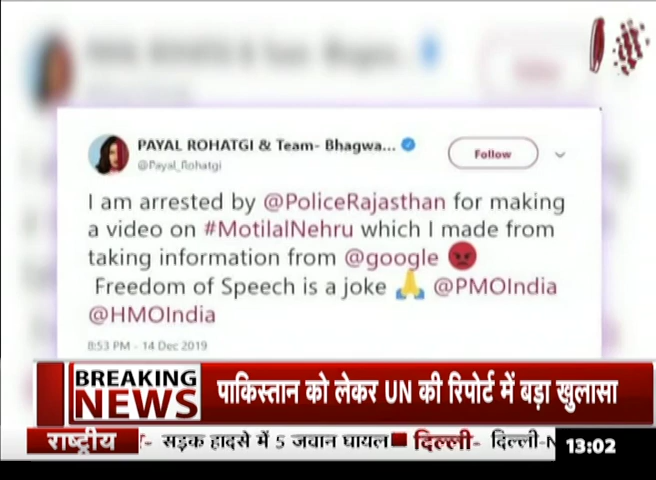 PAYAL ROHATGI & Team- Bhagwa...
@Payal_Rohatgi
Follow
I am arrested by @PoliceRajasthan for making
a video on #MotilalNehru which I made from
taking information from @google
Freedom of Speech is a joke @PMOIndia
@HMOIndia
8:53 PM - 14 Dec 2019
BREAKING
NEWS
पाकिस्तान को लेकर UN की रिपोर्ट में बड़ा खुलासा
राष्ट्रीय
- सड़क हादसे में 5 जवान घायल दिल्ली- दिल्ली-N
13:02